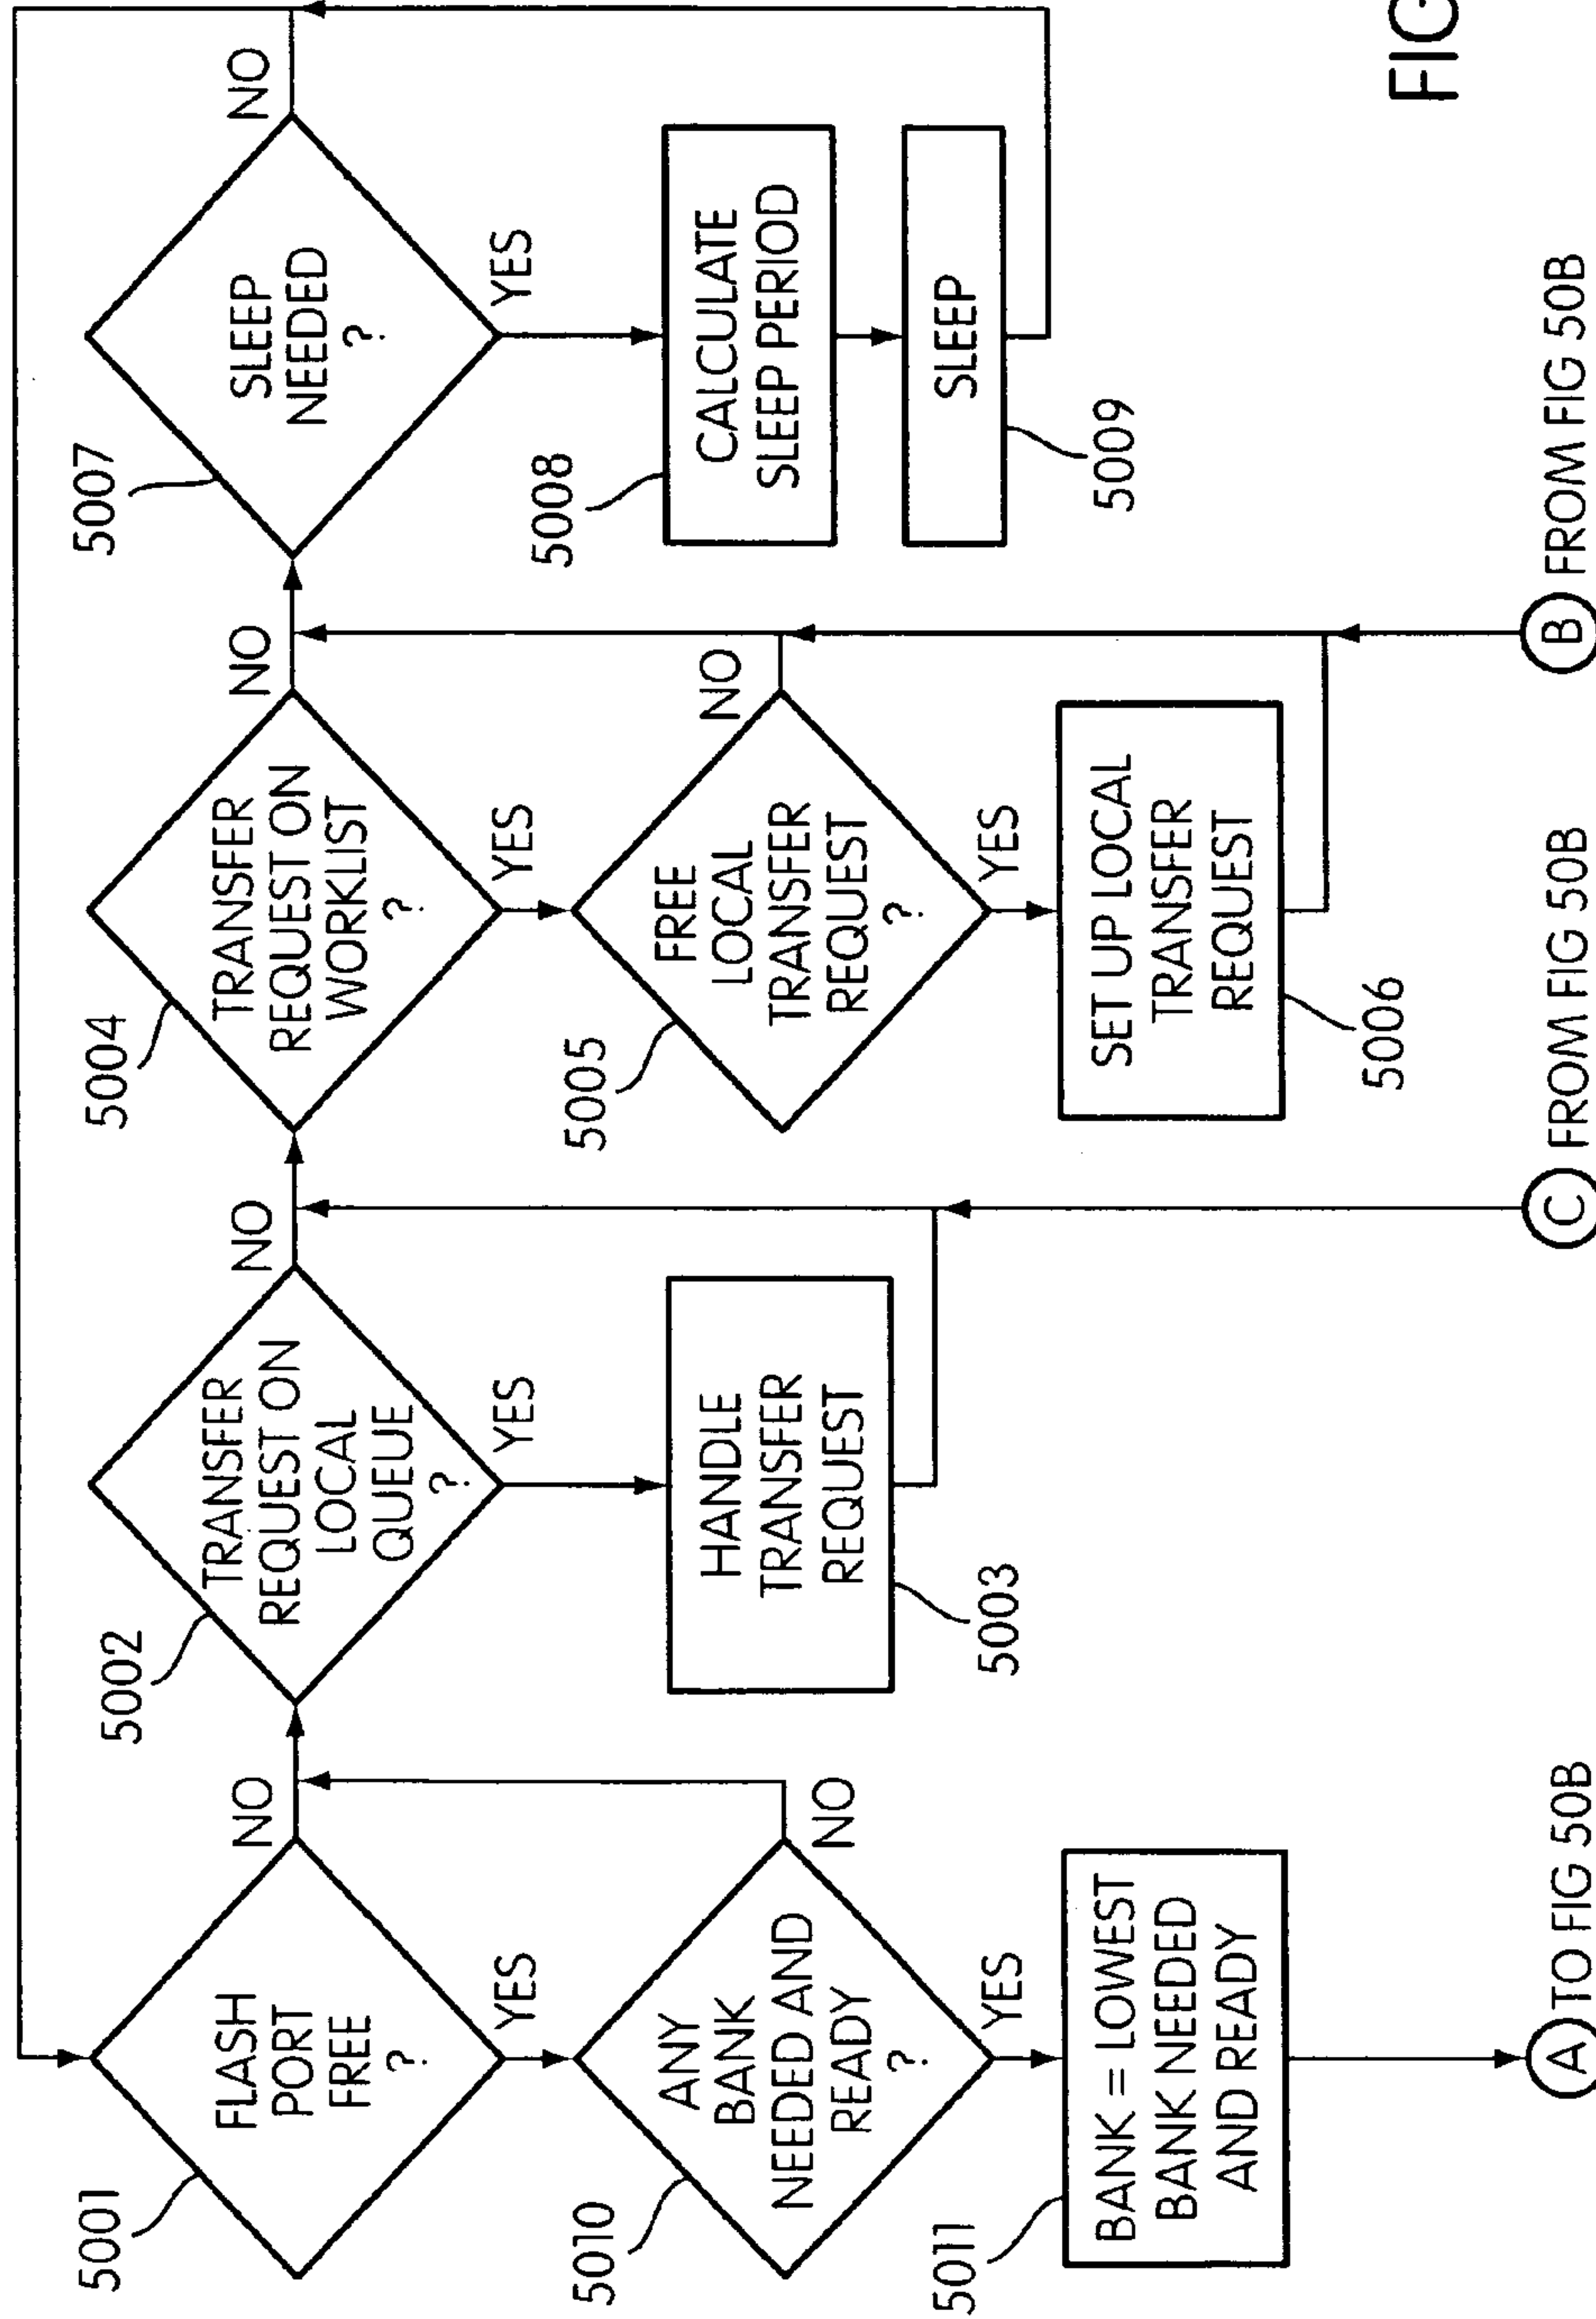 5001
FLASH
PORT
FREE
?
NO
YES
5010
ANY
BANK
NEEDED AND
READY
?
NO
YES
5011
BANK = LOWEST
BANK NEEDED
AND READY
A TO FIG 50B
5002
TRANSFER
REQUEST ON
LOCAL
QUEUE
?
NO
YES
HANDLE
TRANSFER
REQUEST
5003
C FROM FIG 50B
5004
TRANSFER
REQUEST ON
WORKLIST
?
NO
YES
5005
FREE
LOCAL
TRANSFER
REQUEST
?
NO
YES
SET UP LOCAL
TRANSFER
REQUEST
5006
B FROM FIG 50B
5007
SLEEP
NEEDED
?
NO
YES
5008
CALCULATE
SLEEP PERIOD
SLEEP
5009
FIG